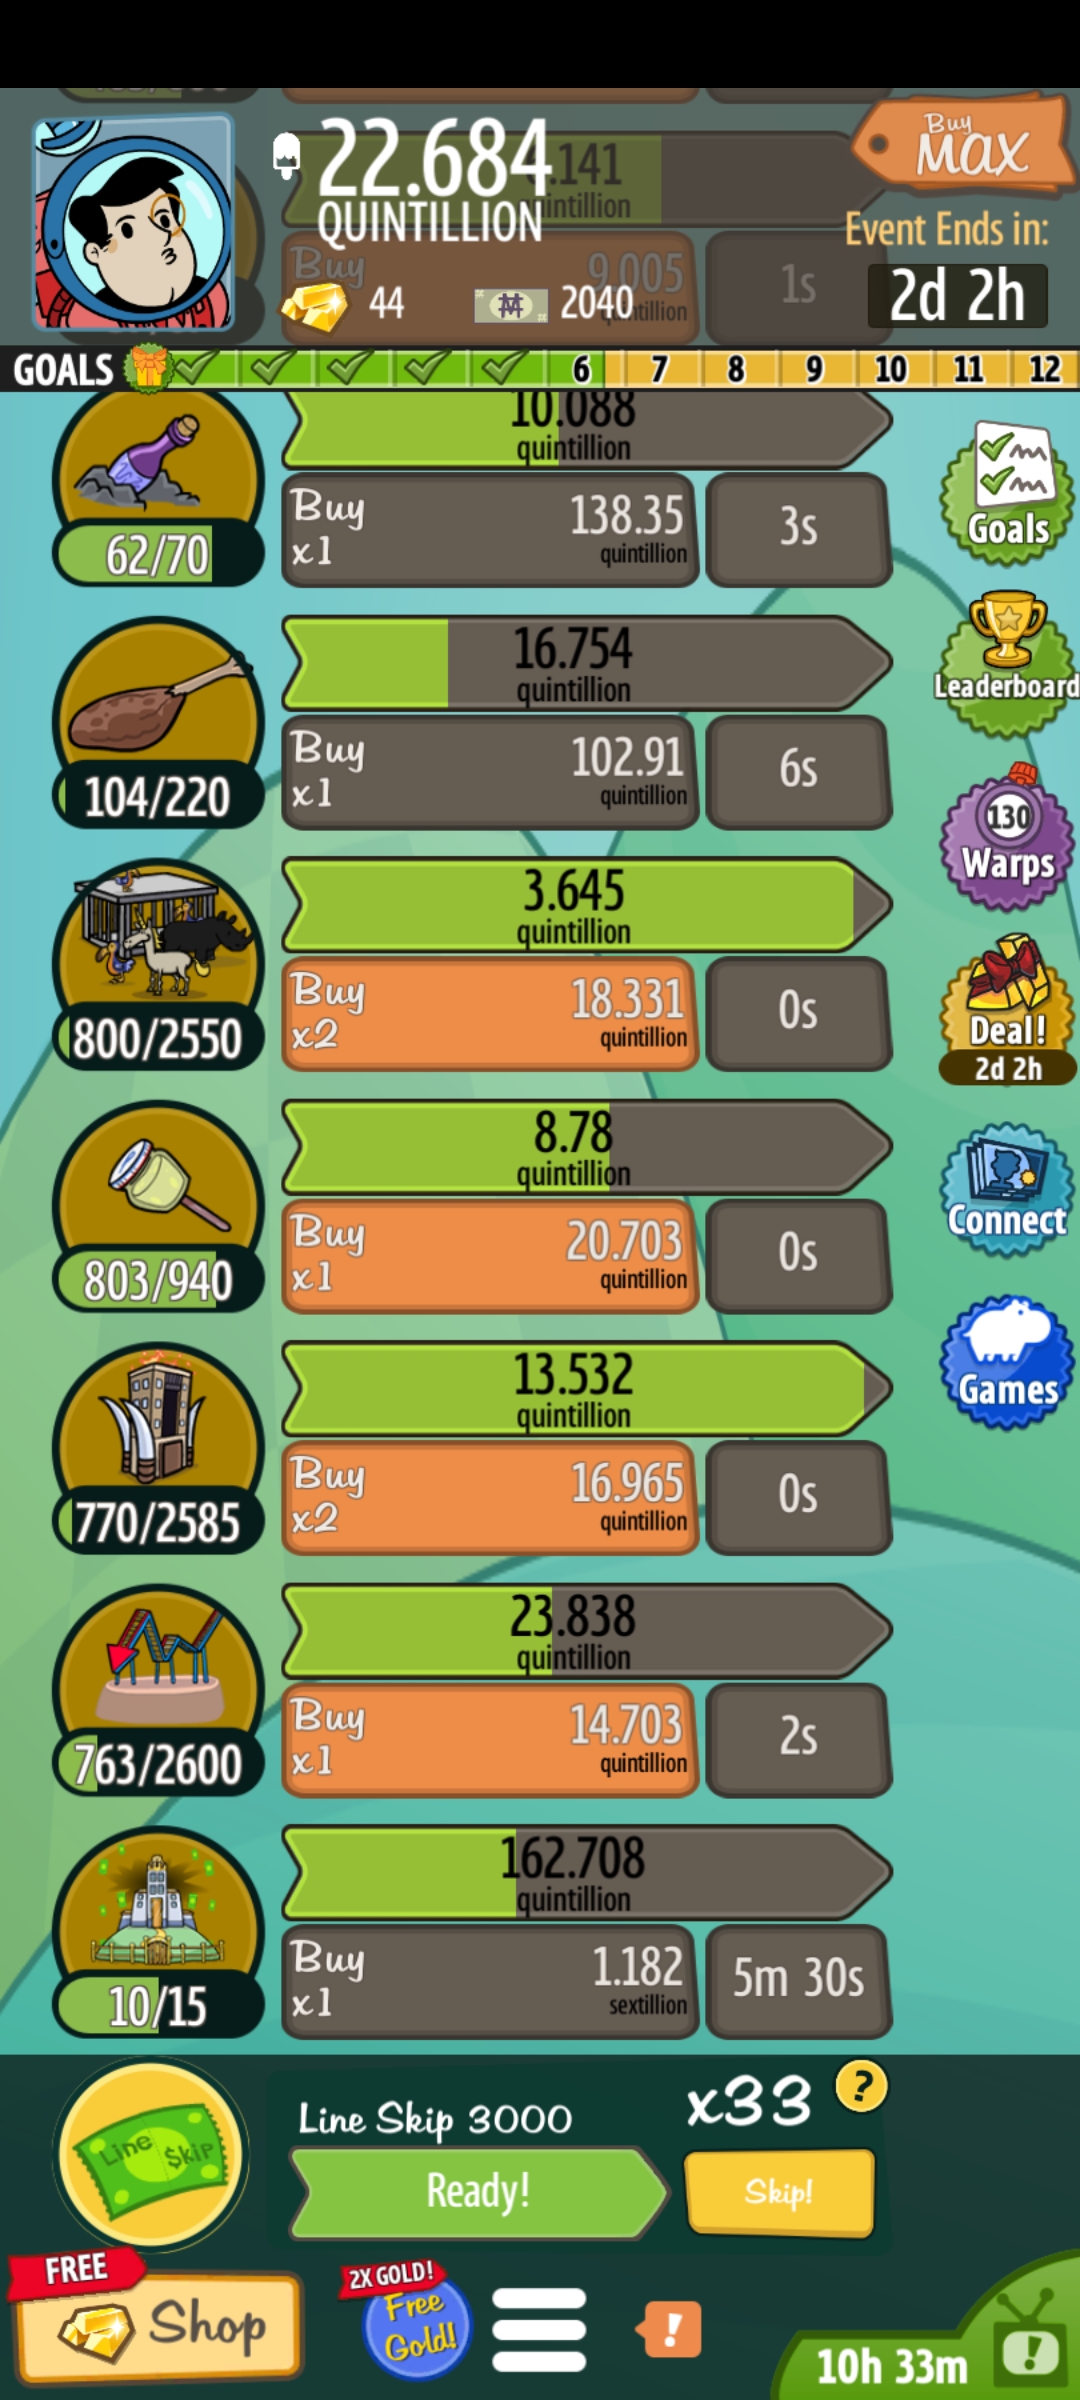 22.684
QUINTILLION
.141
quintillion
Buy
MAX
Event Ends in:
2d 2h
Buy
9.005
quintillion
1s
44
2040
GOALS
6
7
8
9
10
11
12
10.088
quintillion
62/70
Buy
x1
138.35
quintillion
3s
Goals
16.754
quintillion
104/220
Buy
x1
102.91
quintillion
6s
Leaderboard
3.645
quintillion
800/2550
Buy
x2
18.331
quintillion
0s
130
Warps
8.78
quintillion
803/940
Buy
x1
20.703
quintillion
0s
Deal!
2d 2h
Connect
13.532
quintillion
770/2585
Buy
x2
16.965
quintillion
0s
Games
23.838
quintillion
763/2600
Buy
x1
14.703
quintillion
2s
162.708
quintillion
10/15
Buy
x1
1.182
sextillion
5m 30s
Line $kip
Line Skip 3000
x33
?
Ready!
Skip!
FREE
Shop
2X GOLD!
Free
Gold!
!
10h 33m
!